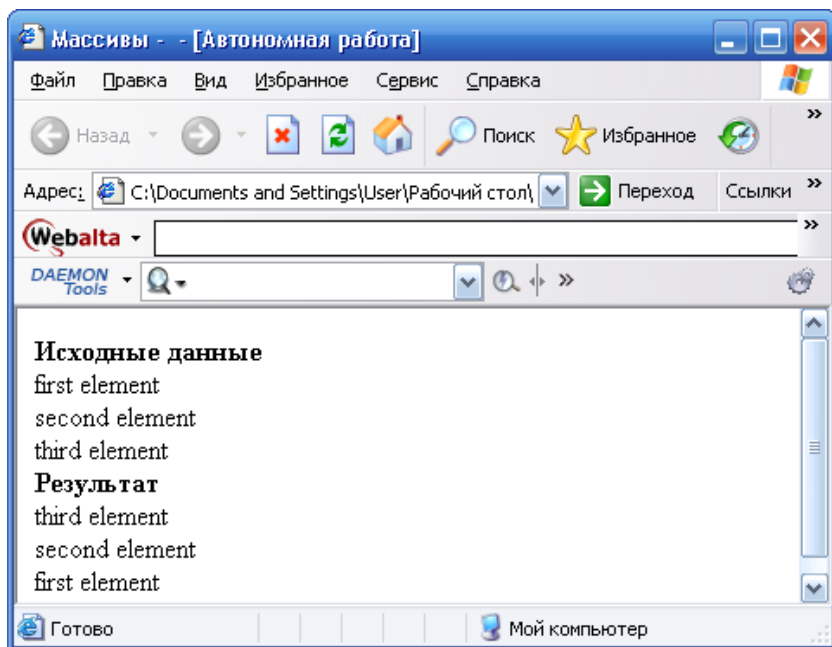 Массивы - - [Автономная работа]
Файл Правка Вид Избранное Сервис Справка
Назад Поиск Избранное »
Адрес: C:\Documents and Settings\User\Рабочий стол\ Переход Ссылки »
Webalta »
DAEMON Tools »
Исходные данные
first element
second element
third element
Результат
third element
second element
first element
Готово Мой компьютер